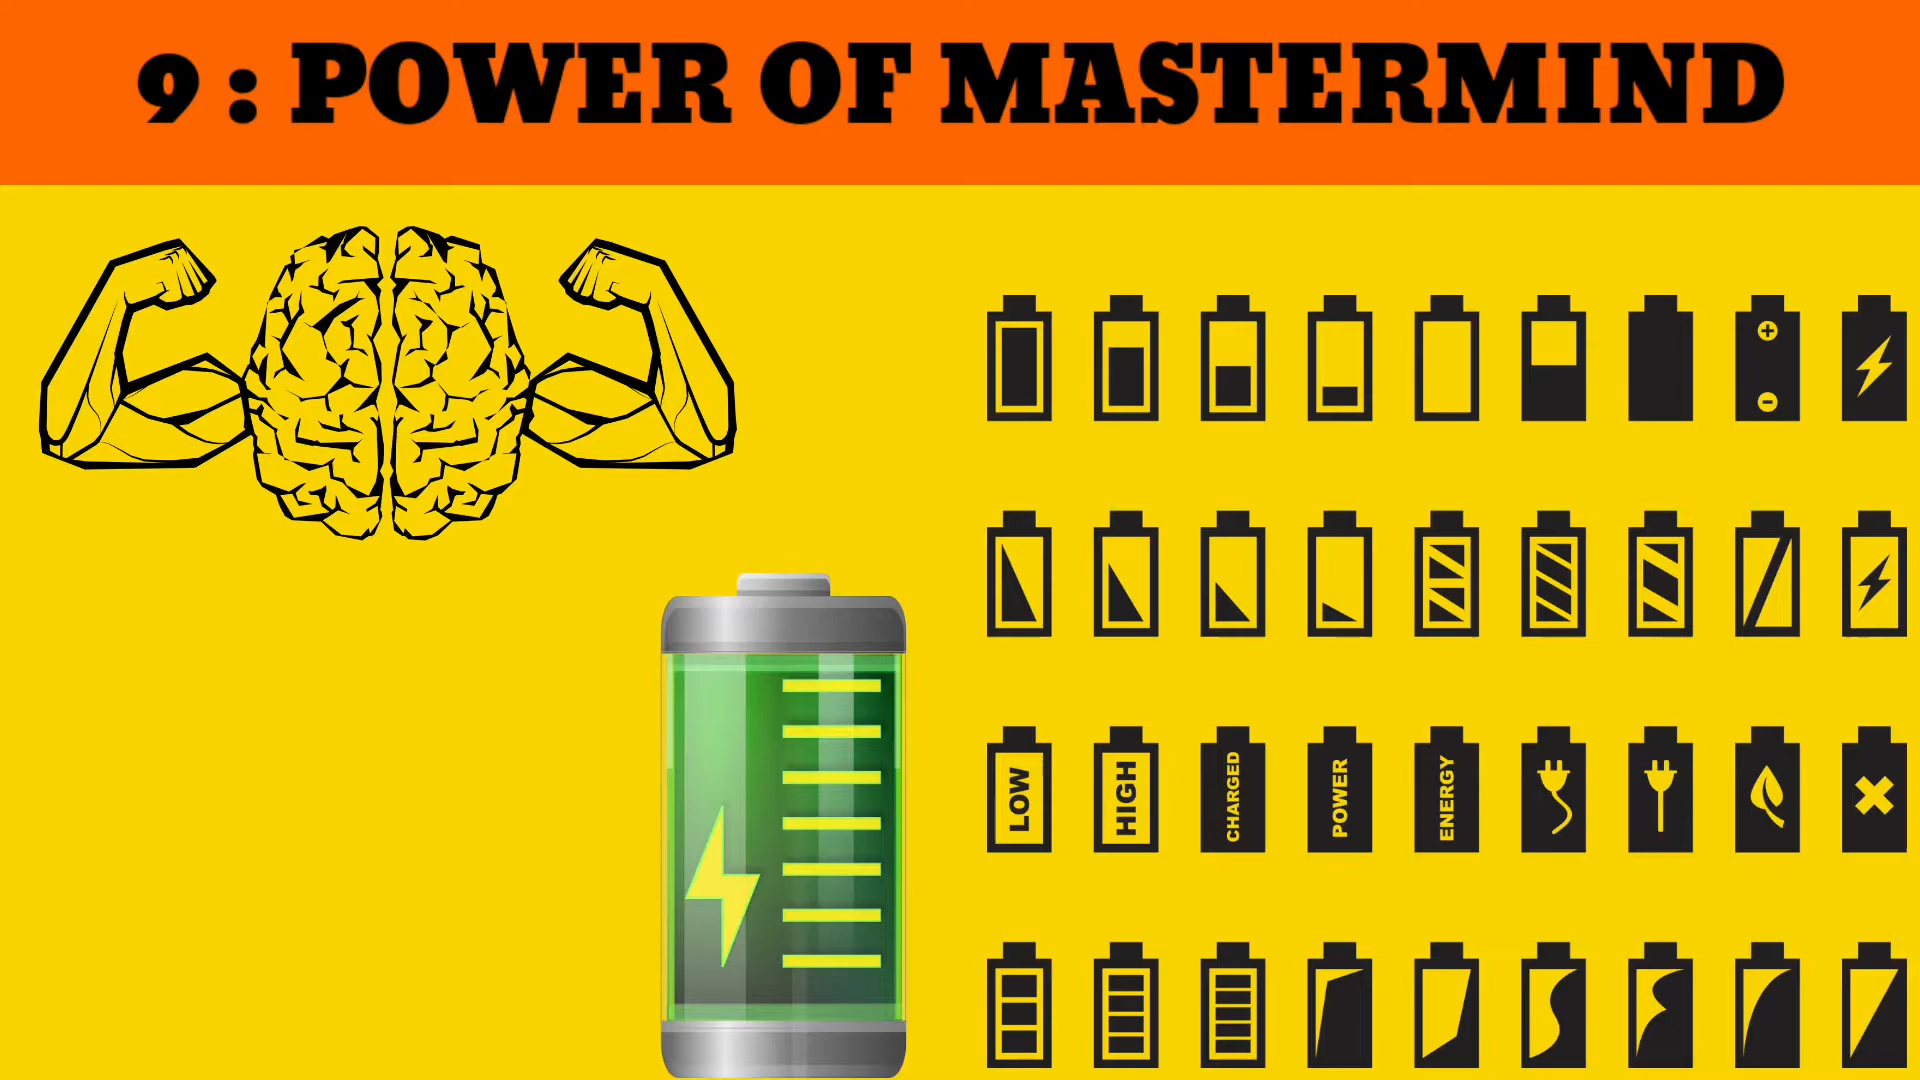 9 : POWER OF MASTERMIND
LOW
HIGH
CHARGED
POWER
ENERGY